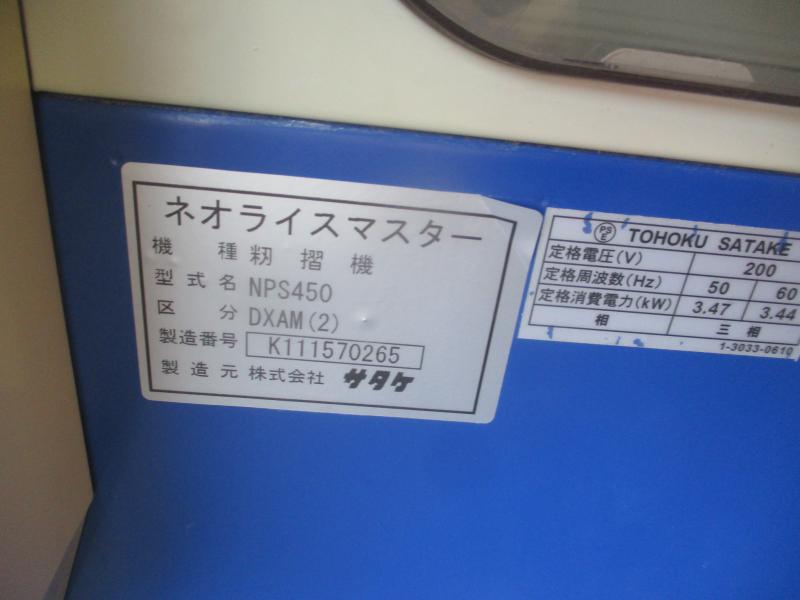 ネオライスマスター
機種 籾摺機
型式名 NPS450
区分 DXAM(2)
製造番号 K111570265
製造元 株式会社 サタケ
PSE TOHOKU SATAKE
定格電圧(V) 200
定格周波数(Hz) 50 60
定格消費電力(kW) 3.47 3.44
相 三相
1-3033-0610